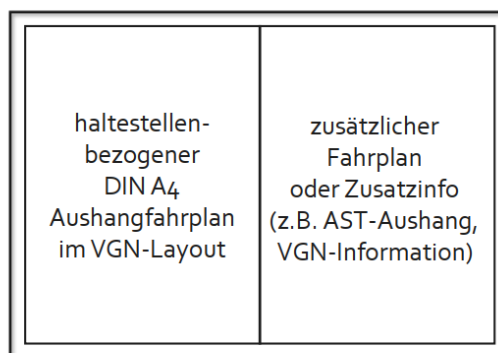 haltestellen-
bezogener
DIN A4
Aushangfahrplan
im VGN-Layout
zusätzlicher
Fahrplan
oder Zusatzinfo
(z.B. AST-Aushang,
VGN-Information)